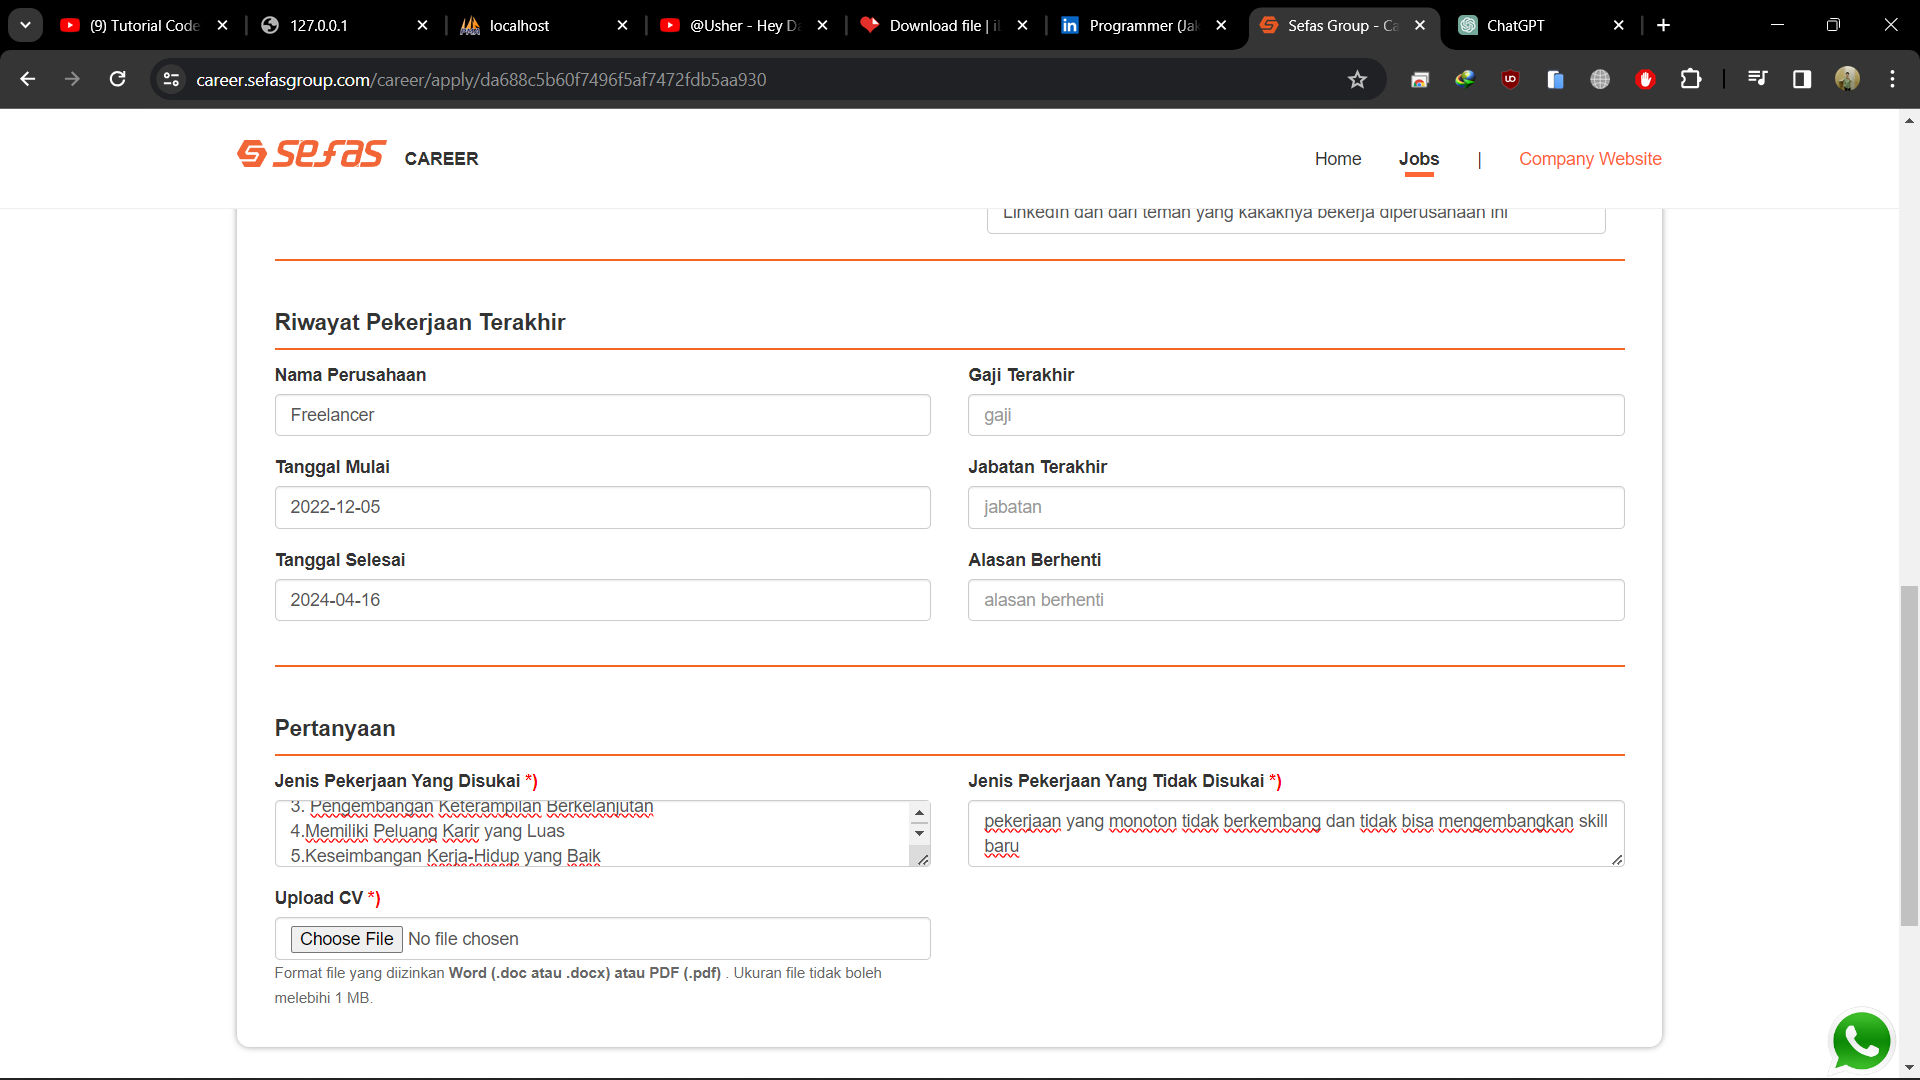 (9) Tutorial Code
127.0.0.1
localhost
@Usher - Hey Da
Download file | iL
Programmer (Jak
Sefas Group - Ca
ChatGPT
career.sefasgroup.com/career/apply/da688c5b60f7496f5af7472fdb5aa930
sefas CAREER
Home
Jobs
|
Company Website
LinkedIn dan dari teman yang kakaknya bekerja diperusahaan ini
Riwayat Pekerjaan Terakhir
Nama Perusahaan
Gaji Terakhir
Freelancer
gaji
Tanggal Mulai
Jabatan Terakhir
2022-12-05
jabatan
Tanggal Selesai
Alasan Berhenti
2024-04-16
alasan berhenti
Pertanyaan
Jenis Pekerjaan Yang Disukai *)
Jenis Pekerjaan Yang Tidak Disukai *)
3. Pengembangan Keterampilan Berkelanjutan
4.Memiliki Peluang Karir yang Luas
5.Keseimbangan Kerja-Hidup yang Baik
pekerjaan yang monoton tidak berkembang dan tidak bisa mengembangkan skill
baru
Upload CV *)
Choose File No file chosen
Format file yang diizinkan Word (.doc atau .docx) atau PDF (.pdf) . Ukuran file tidak boleh
melebihi 1 MB.